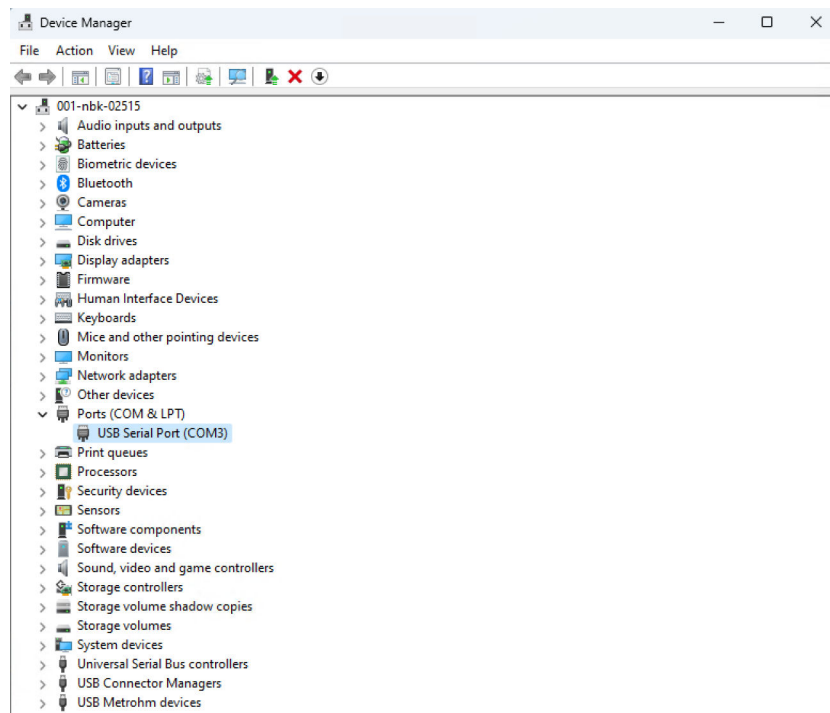 Device Manager
File Action View Help
001-nbk-02515
Audio inputs and outputs
Batteries
Biometric devices
Bluetooth
Cameras
Computer
Disk drives
Display adapters
Firmware
Human Interface Devices
Keyboards
Mice and other pointing devices
Monitors
Network adapters
Other devices
Ports (COM & LPT)
USB Serial Port (COM3)
Print queues
Processors
Security devices
Sensors
Software components
Software devices
Sound, video and game controllers
Storage controllers
Storage volume shadow copies
Storage volumes
System devices
Universal Serial Bus controllers
USB Connector Managers
USB Metrohm devices